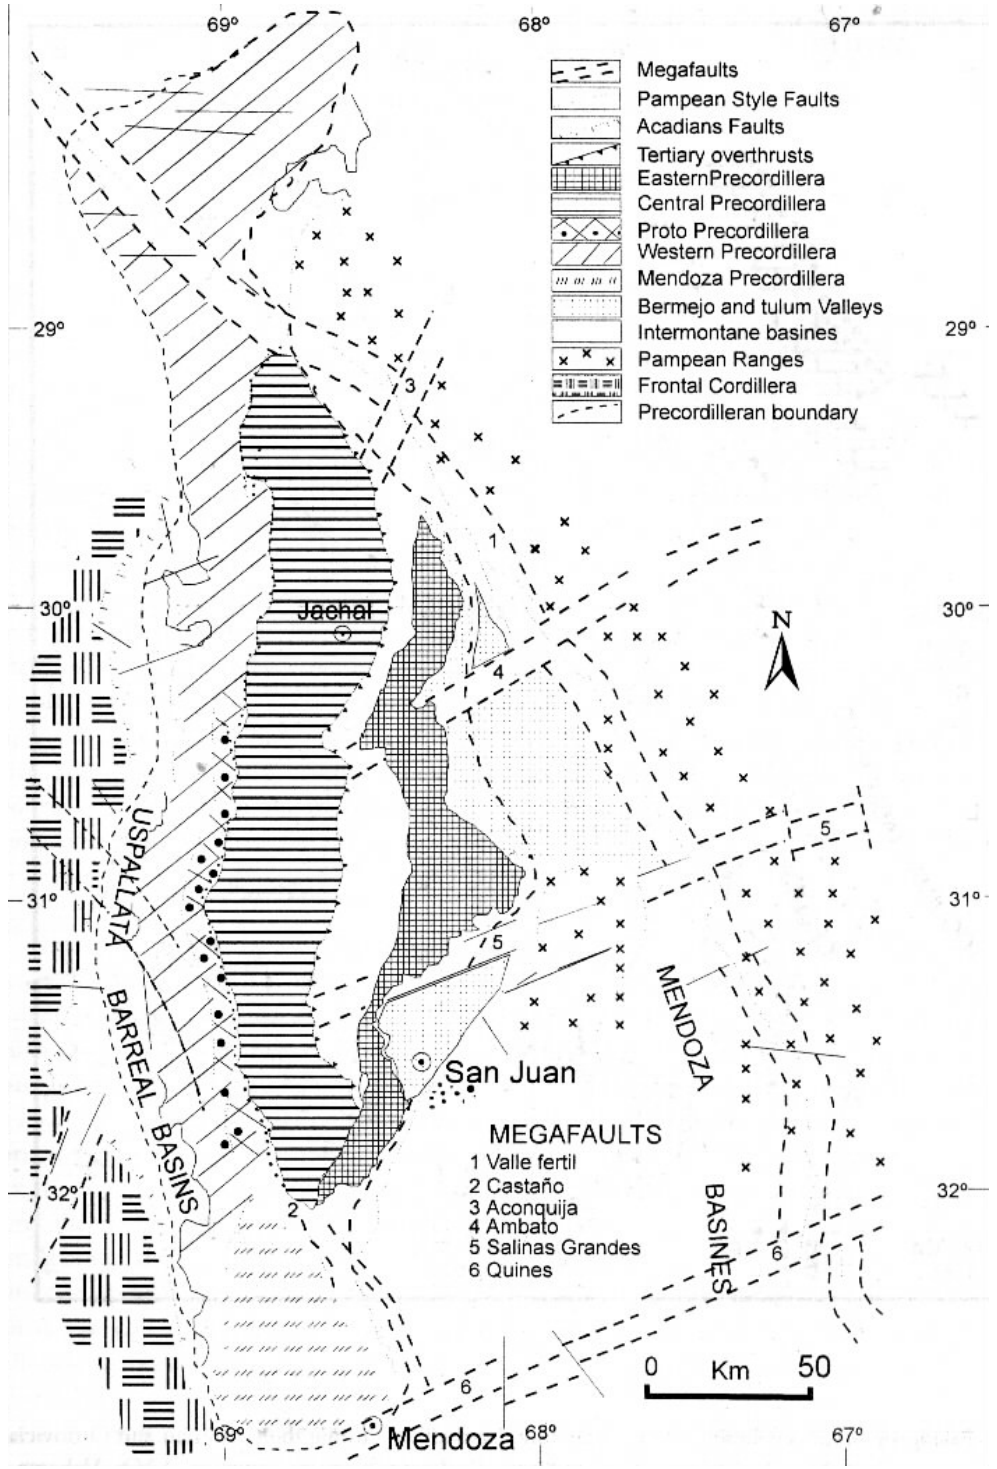 69º 68º 67º
Megafaults
Pampean Style Faults
Acadians Faults
Tertiary overthrusts
EasternPrecordillera
Central Precordillera
Proto Precordillera
Western Precordillera
Mendoza Precordillera
Bermejo and tulum Valleys
Intermontane basines
Pampean Ranges
Frontal Cordillera
Precordilleran boundary
29º 29º
3
1
30º 30º
Jachal
N
4
5
USPALLATA
BARREAL
BASINS
31º 31º
5
MENDOZA
BASINES
San Juan
MEGAFAULTS
1 Valle fertil
2 Castaño
3 Aconquija
4 Ambato
5 Salinas Grandes
6 Quines
32º 32º
2
6
0 Km 50
6
Mendoza
69º 68º 67º